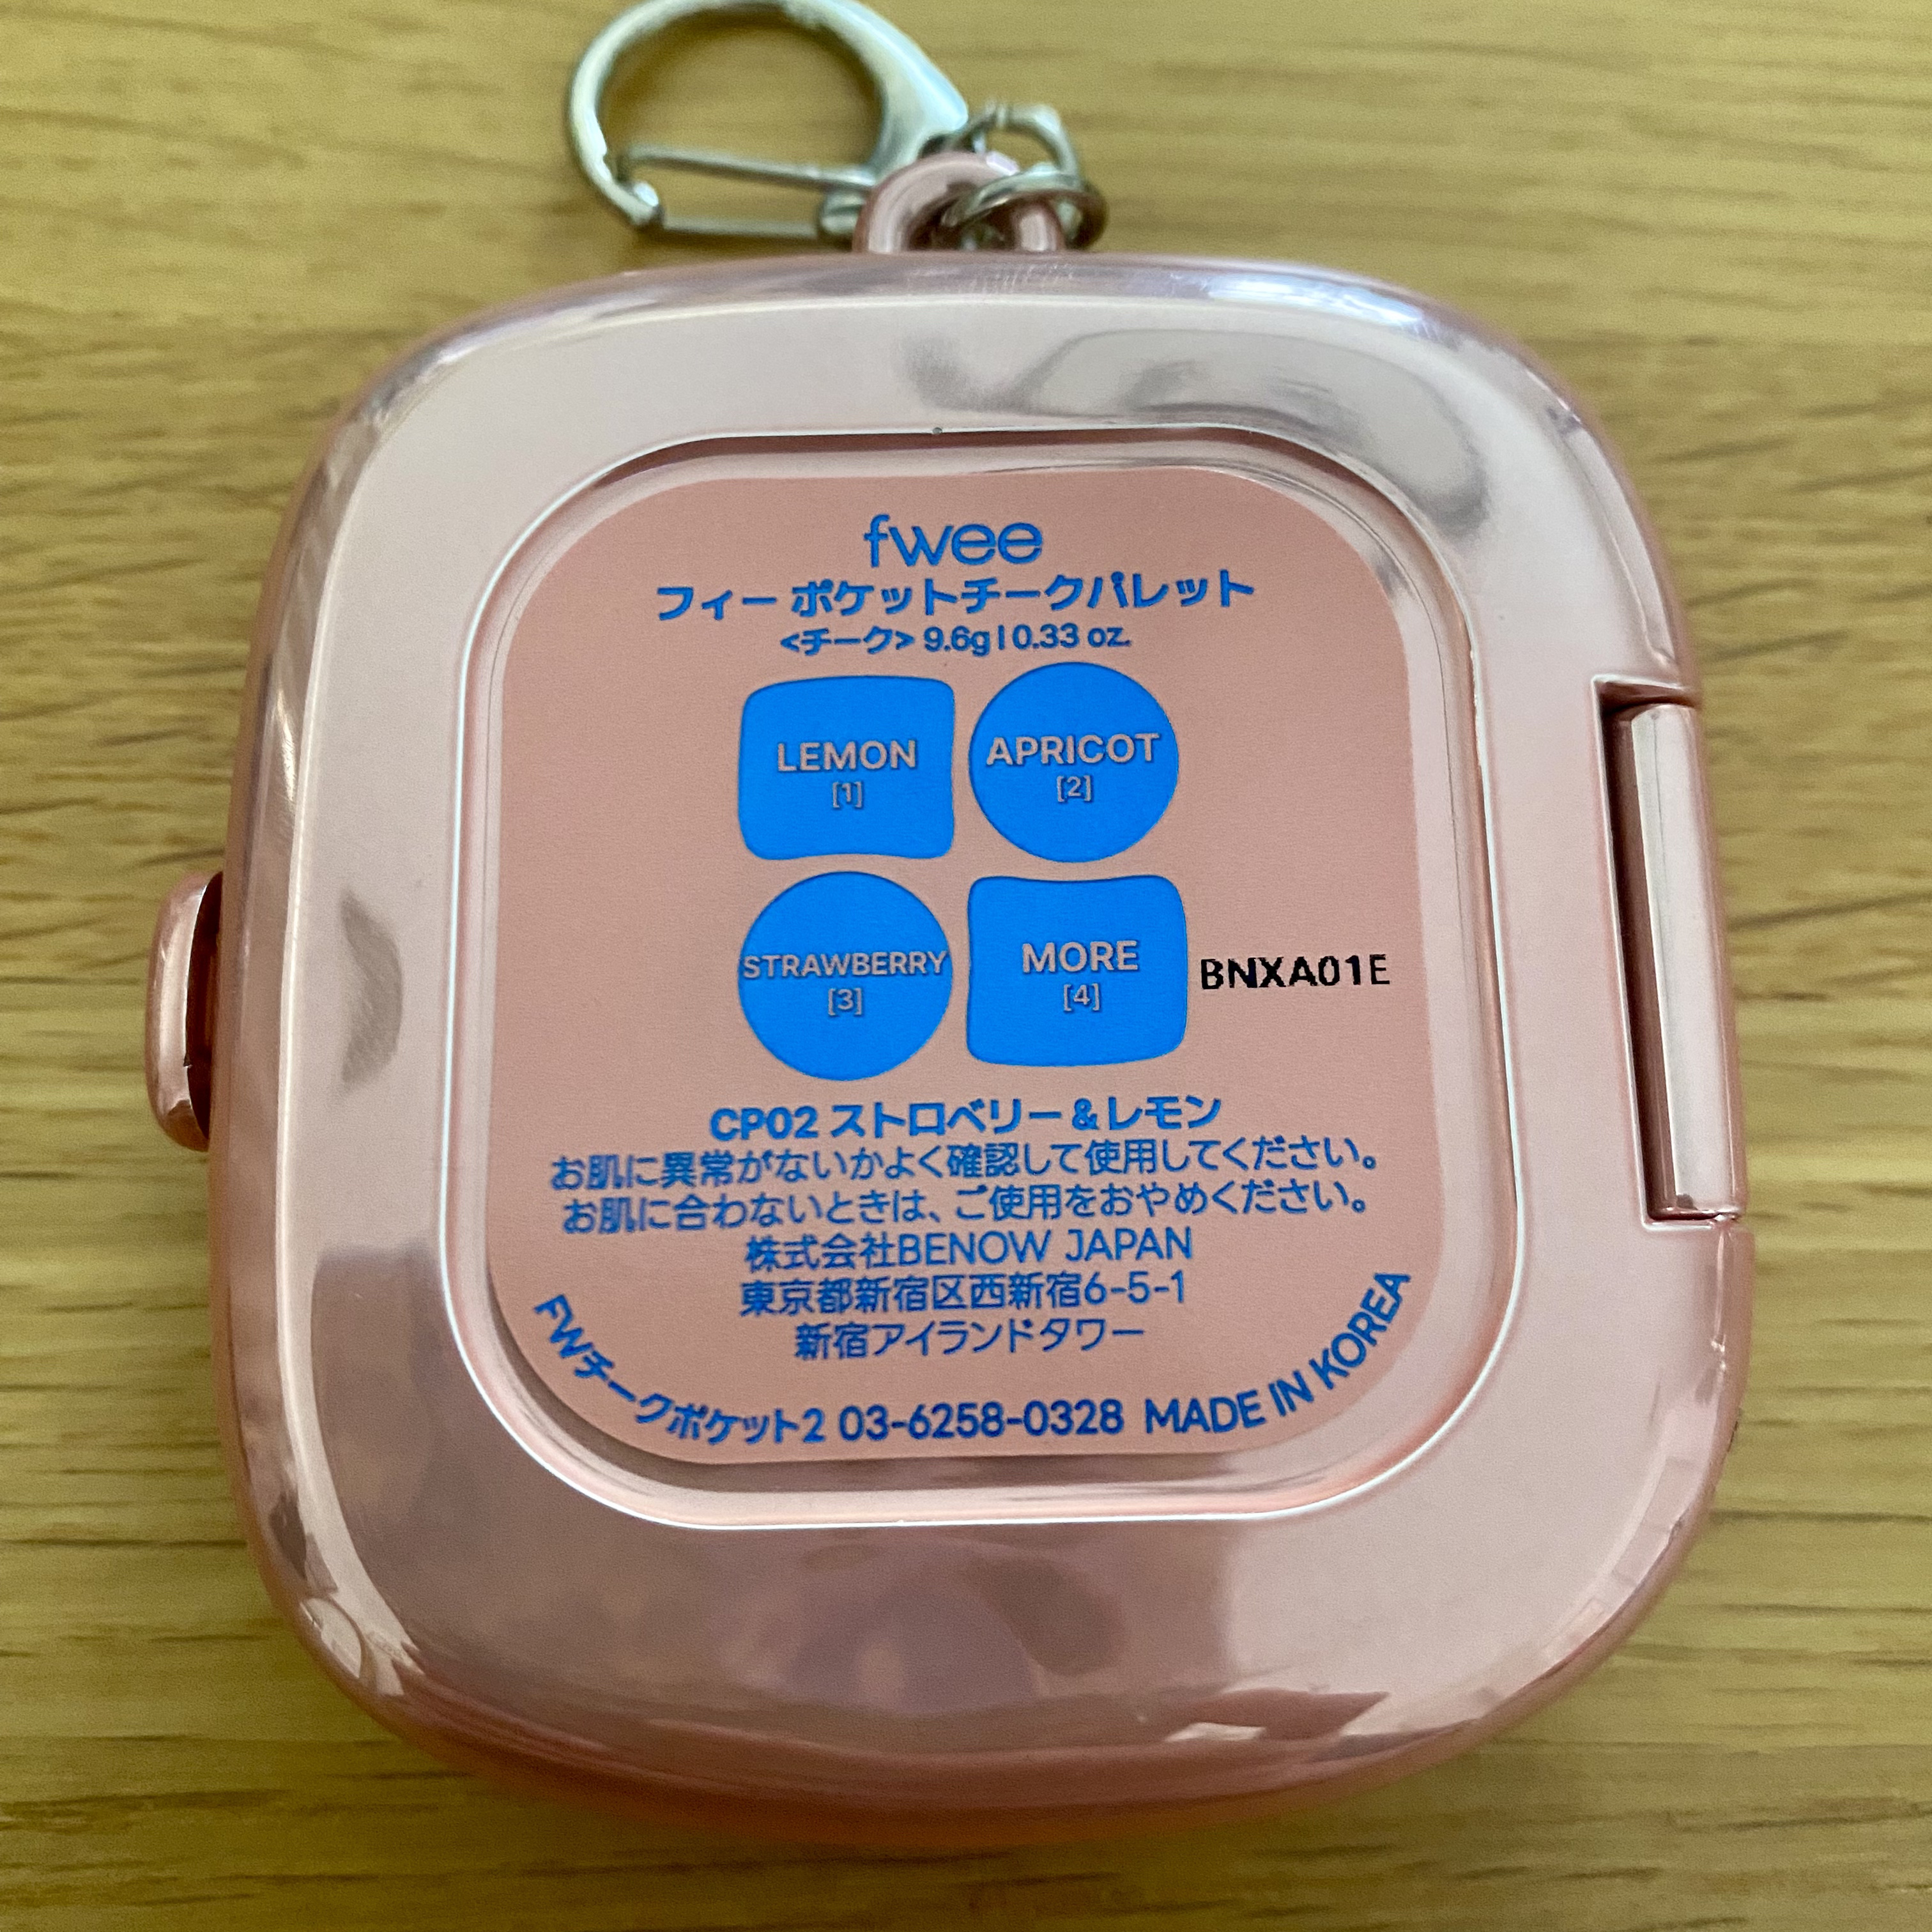 fwee
フィー ポケットチークパレット
<チーク> 9.6g | 0.33 oz.
LEMON
[1]
APRICOT
[2]
STRAWBERRY
[3]
MORE
[4]
BNXA01E
CP02 ストロベリー&レモン
お肌に異常がないかよく確認して使用してください。
お肌に合わないときは、ご使用をおやめください。
株式会社BENOW JAPAN
東京都新宿区西新宿6-5-1
新宿アイランドタワー
FWチークポケット2 03-6258-0328 MADE IN KOREA